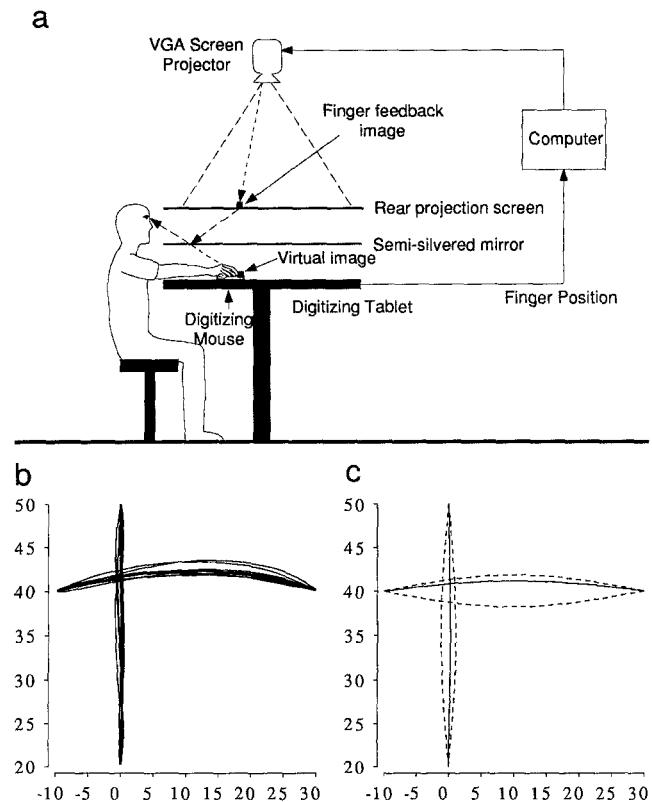 a
VGA Screen
Projector
Finger feedback
image
Computer
Rear projection screen
Semi-silvered mirror
Virtual image
Digitizing
Mouse
Digitizing Tablet
Finger Position
b
50
45
40
35
30
25
20
-10 0 5 10 15 20 25 30
c
50
45
40
35
30
25
20
-10 0 5 10 15 20 25 30